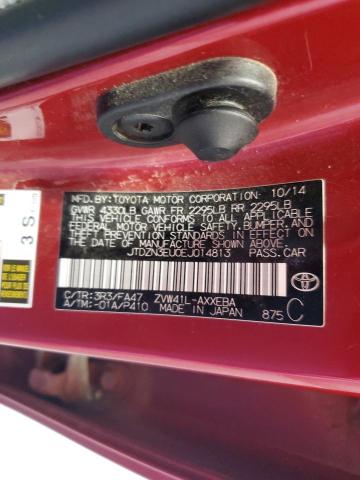 MFD. BY: TOYOTA MOTOR CORPORATION 10/14
GVWR 4330LB GAWR FR 2295LB RR 2295LB
THIS VEHICLE CONFORMS TO ALL APPLICABLE
FEDERAL MOTOR VEHICLE SAFETY, BUMPER, AND
THEFT PREVENTION STANDARDS IN EFFECT ON
THE DATE OF MANUFACTURE SHOWN ABOVE.
JTDZN3EU0EJ014813 PASS.CAR
C/TR: 3R3/FA47 ZVW41L-AXXEBA
A/TM: -01A/P410 MADE IN JAPAN 875 C
3 S